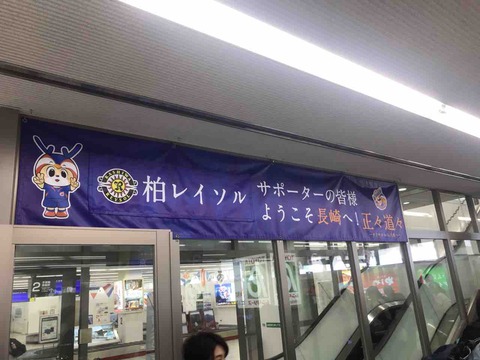 柏レイソル
サポーターの皆様
ようこそ長崎へ!
正々道々
2